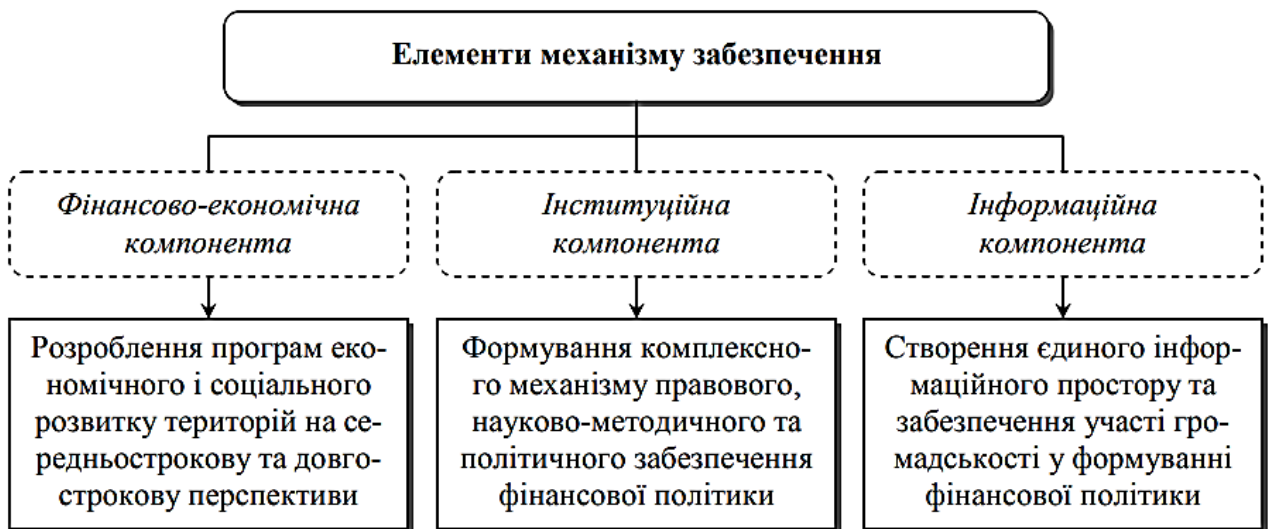 Елементи механізму забезпечення
Фінансово-економічна
компонента
Інституційна
компонента
Інформаційна
компонента
Розроблення програм еко-
номічного і соціального
розвитку територій на се-
редньострокову та довго-
строкову перспективи
Формування комплексно-
го механізму правового,
науково-методичного та
політичного забезпечення
фінансової політики
Створення єдиного інфор-
маційного простору та
забезпечення участі гро-
мадськості у формуванні
фінансової політики